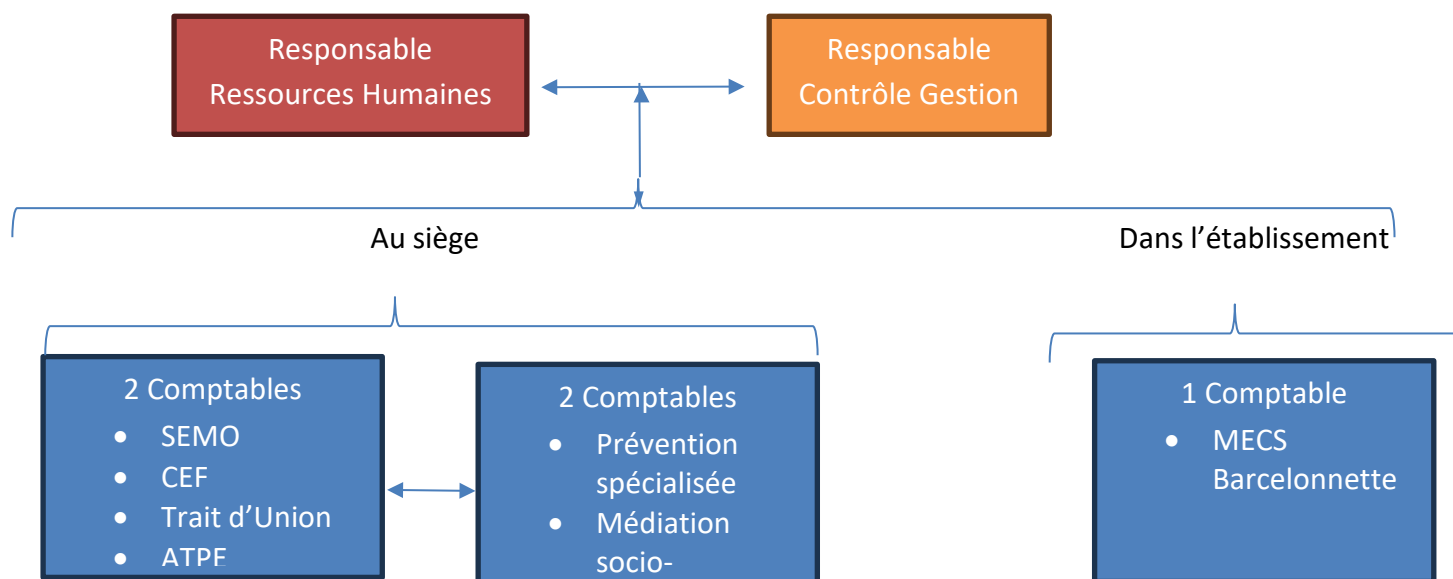 Responsable
Ressources Humaines
Responsable
Contrôle Gestion
Au siège
Dans l'établissement
2 Comptables
• SEMO
• CEF
• Trait d'Union
• ATPE
2 Comptables
• Prévention
spécialisée
• Médiation
socio-
1 Comptable
• MECS
Barcelonnette